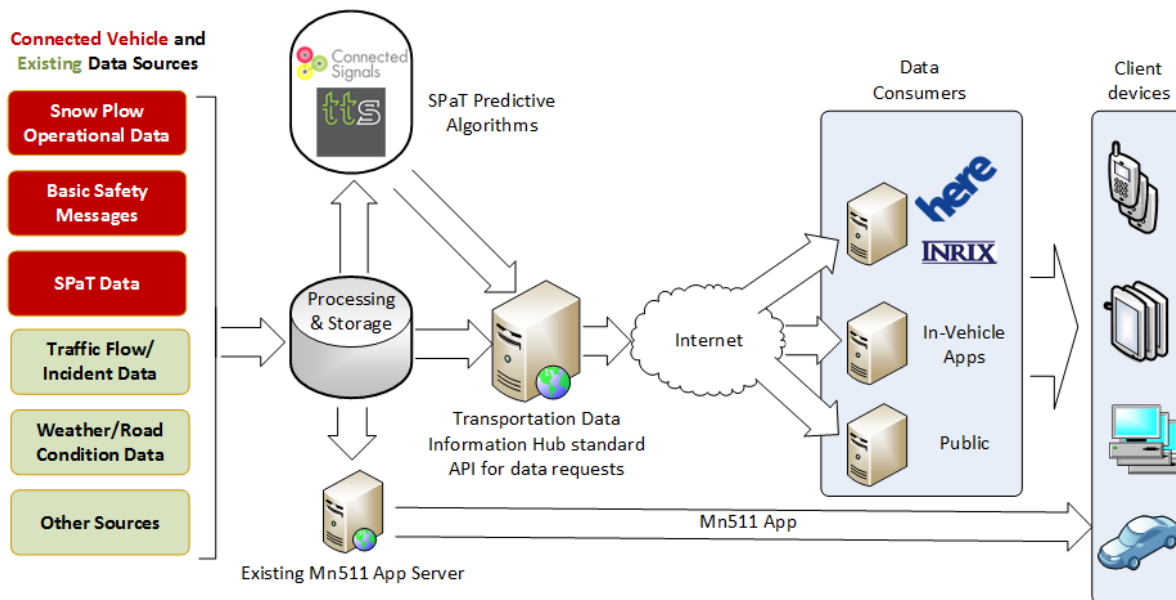 Connected Vehicle and
Existing Data Sources
Snow Plow
Operational Data
Basic Safety
Messages
SPaT Data
Traffic Flow/
Incident Data
Weather/Road
Condition Data
Other Sources
Connected
Signals
tts
SPaT Predictive
Algorithms
Processing
& Storage
Transportation Data
Information Hub standard
API for data requests
Existing Mn511 App Server
Internet
Mn511 App
Data
Consumers
here
INRIX
In-Vehicle
Apps
Public
Client
devices